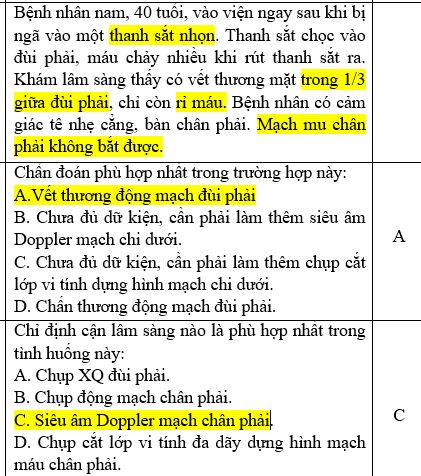 Bệnh nhân nam, 40 tuổi, vào viện ngay sau khi bị
ngã vào một thanh sắt nhọn. Thanh sắt chọc vào
đùi phải, máu chảy nhiều khi rút thanh sắt ra.
Khám lâm sàng thấy có vết thương mặt trong 1/3
giữa đùi phải, chỉ còn rỉ máu. Bệnh nhân có cảm
giác tê nhẹ cẳng, bàn chân phải. Mạch mu chân
phải không bắt được.
Chẩn đoán phù hợp nhất trong trường hợp này:
A.Vết thương động mạch đùi phải
B. Chưa đủ dữ kiện, cần phải làm thêm siêu âm
Doppler mạch chi dưới.
C. Chưa đủ dữ kiện, cần phải làm thêm chụp cắt
lớp vi tính dựng hình mạch chi dưới.
D. Chấn thương động mạch đùi phải.
A
Chỉ định cận lâm sàng nào là phù hợp nhất trong
tình huống này:
A. Chụp XQ đùi phải.
B. Chụp động mạch chân phải.
C. Siêu âm Doppler mạch chân phải.
D. Chụp cắt lớp vi tính đa dãy dựng hình mạch
máu chân phải.
C